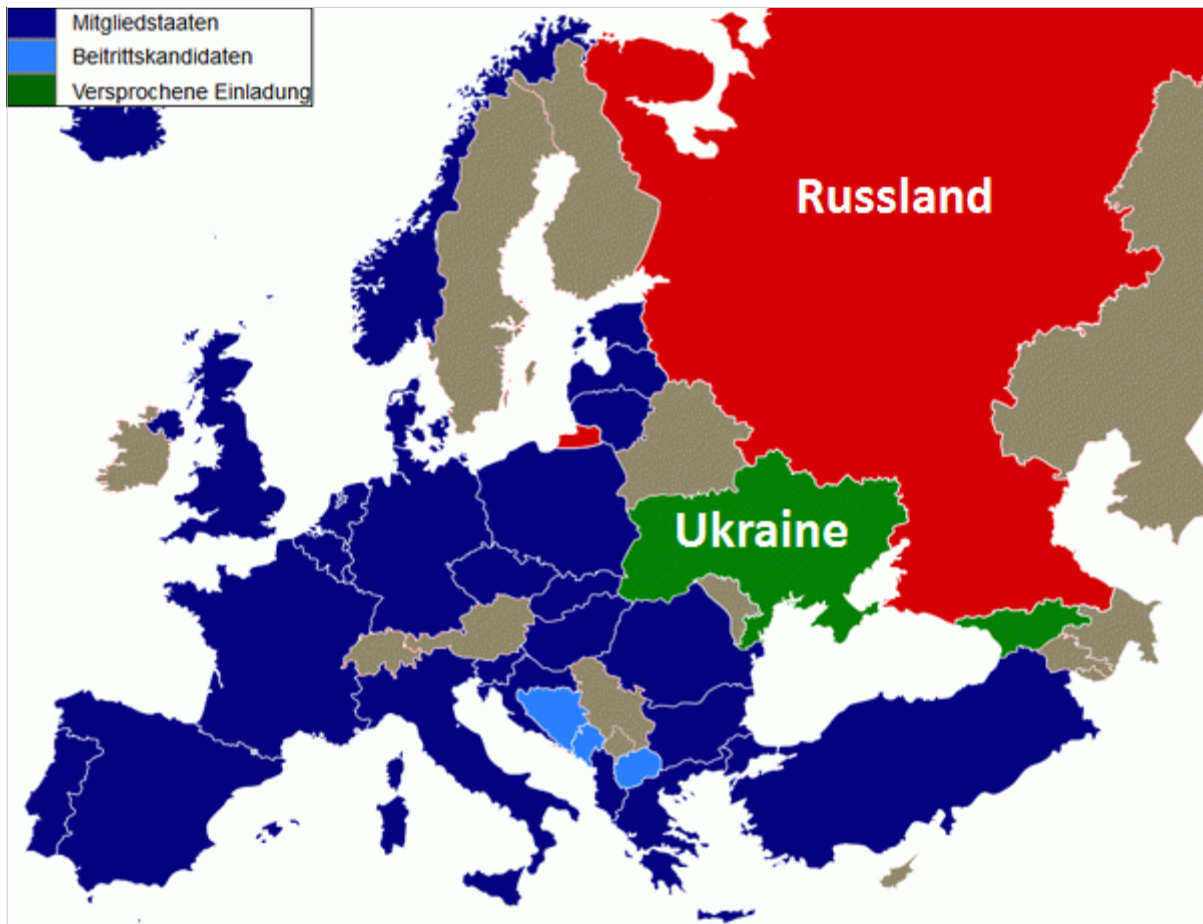 Mitgliedstaaten
Beitrittskandidaten
Versprochene Einladung
Russland
Ukraine